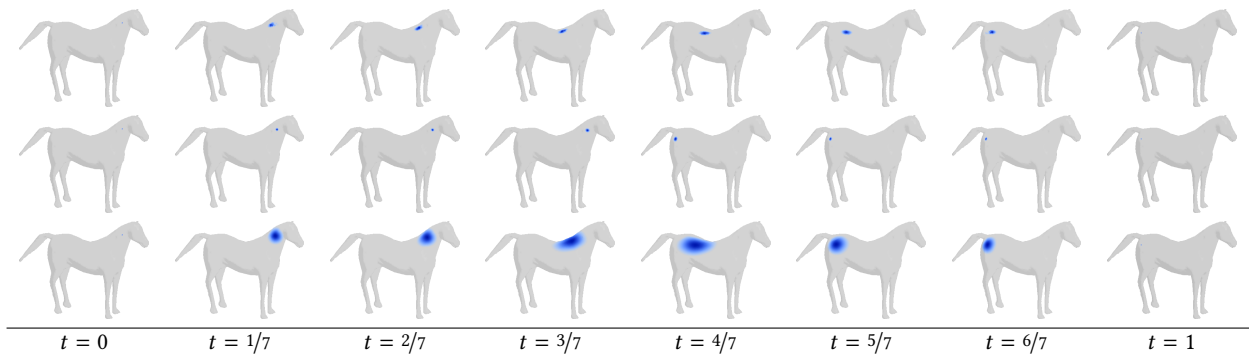 t = 0 t = 1/7 t = 2/7 t = 3/7 t = 4/7 t = 5/7 t = 6/7 t = 1